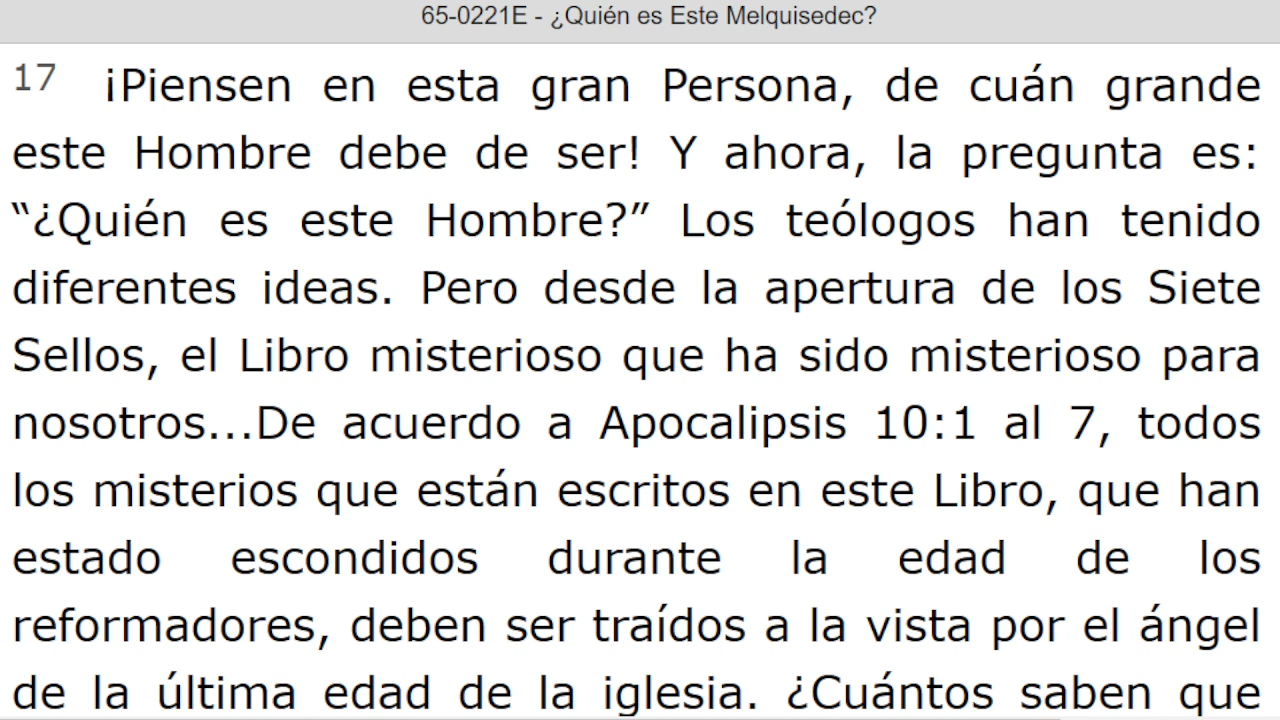 65-0221E - ¿Quién es Este Melquisedec?
17 ¡Piensen en esta gran Persona, de cuán grande
este Hombre debe de ser! Y ahora, la pregunta es:
“¿Quién es este Hombre?” Los teólogos han tenido
diferentes ideas. Pero desde la apertura de los Siete
Sellos, el Libro misterioso que ha sido misterioso para
nosotros...De acuerdo a Apocalipsis 10:1 al 7, todos
los misterios que están escritos en este Libro, que han
estado escondidos durante la edad de los
reformadores, deben ser traídos a la vista por el ángel
de la última edad de la iglesia. ¿Cuántos saben que